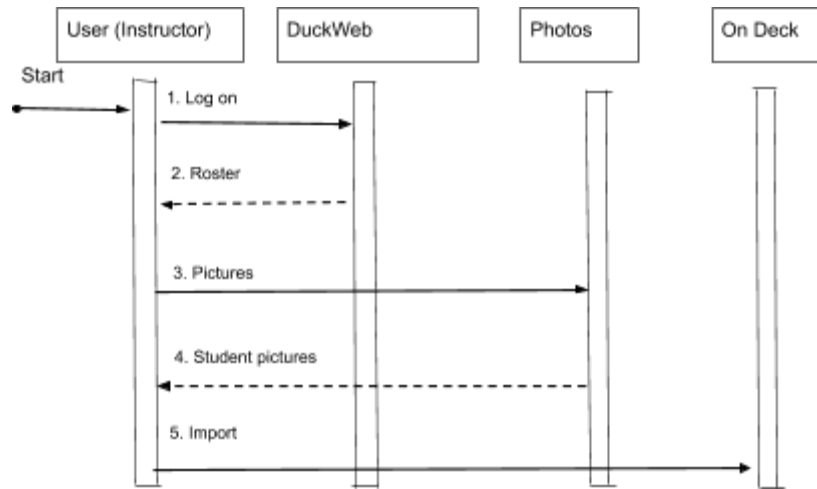 User (Instructor)
DuckWeb
Photos
On Deck
Start
1. Log on
2. Roster
3. Pictures
4. Student pictures
5. Import